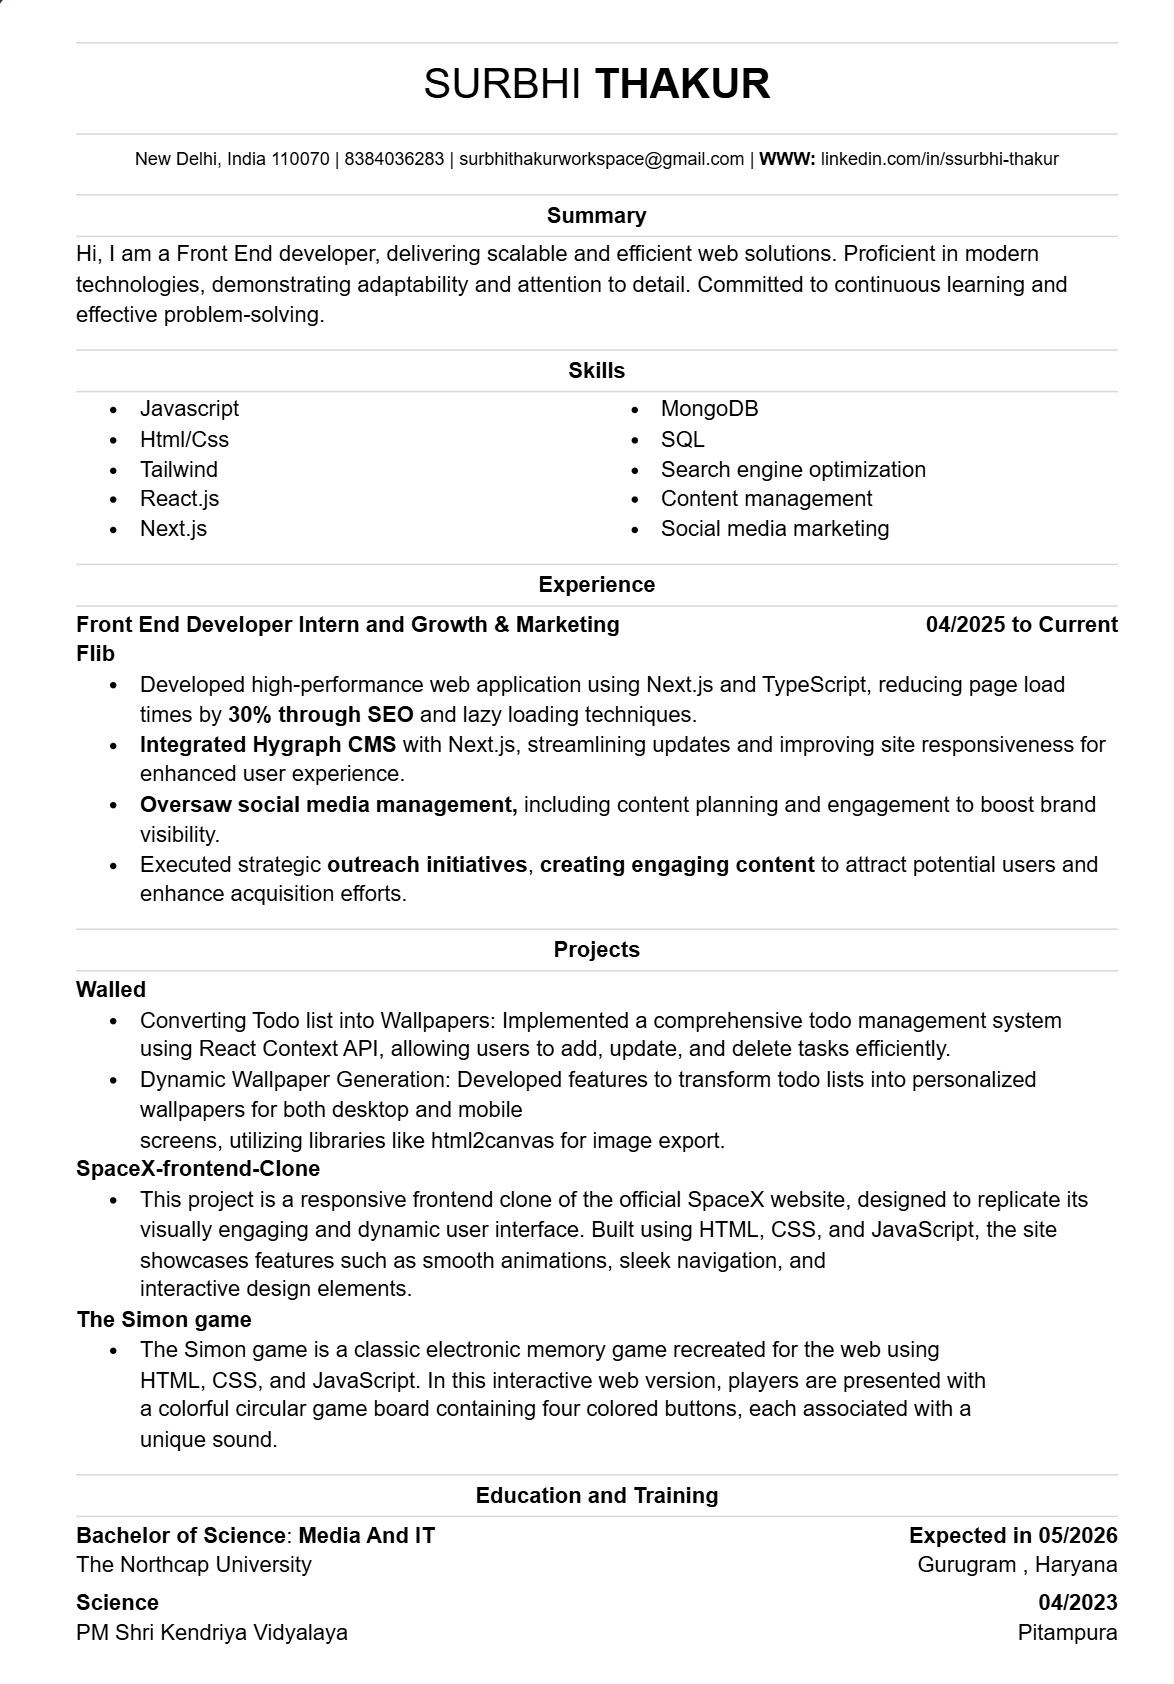 SURBHI THAKUR
New Delhi, India 110070 | 8384036283 | surbhithakurworkspace@gmail.com | WWW: linkedin.com/in/ssurbhi-thakur
Summary
Hi, I am a Front End developer, delivering scalable and efficient web solutions. Proficient in modern
technologies, demonstrating adaptability and attention to detail. Committed to continuous learning and
effective problem-solving.
Skills
• Javascript
• Html/Css
• Tailwind
• React.js
• Next.js
• MongoDB
• SQL
• Search engine optimization
• Content management
• Social media marketing
Experience
Front End Developer Intern and Growth & Marketing 04/2025 to Current
Flib
• Developed high-performance web application using Next.js and TypeScript, reducing page load
times by 30% through SEO and lazy loading techniques.
• Integrated Hygraph CMS with Next.js, streamlining updates and improving site responsiveness for
enhanced user experience.
• Oversaw social media management, including content planning and engagement to boost brand
visibility.
• Executed strategic outreach initiatives, creating engaging content to attract potential users and
enhance acquisition efforts.
Projects
Walled
• Converting Todo list into Wallpapers: Implemented a comprehensive todo management system
using React Context API, allowing users to add, update, and delete tasks efficiently.
• Dynamic Wallpaper Generation: Developed features to transform todo lists into personalized
wallpapers for both desktop and mobile
screens, utilizing libraries like html2canvas for image export.
SpaceX-frontend-Clone
• This project is a responsive frontend clone of the official SpaceX website, designed to replicate its
visually engaging and dynamic user interface. Built using HTML, CSS, and JavaScript, the site
showcases features such as smooth animations, sleek navigation, and
interactive design elements.
The Simon game
• The Simon game is a classic electronic memory game recreated for the web using
HTML, CSS, and JavaScript. In this interactive web version, players are presented with
a colorful circular game board containing four colored buttons, each associated with a
unique sound.
Education and Training
Bachelor of Science: Media And IT Expected in 05/2026
The Northcap University Gurugram , Haryana
Science 04/2023
PM Shri Kendriya Vidyalaya Pitampura